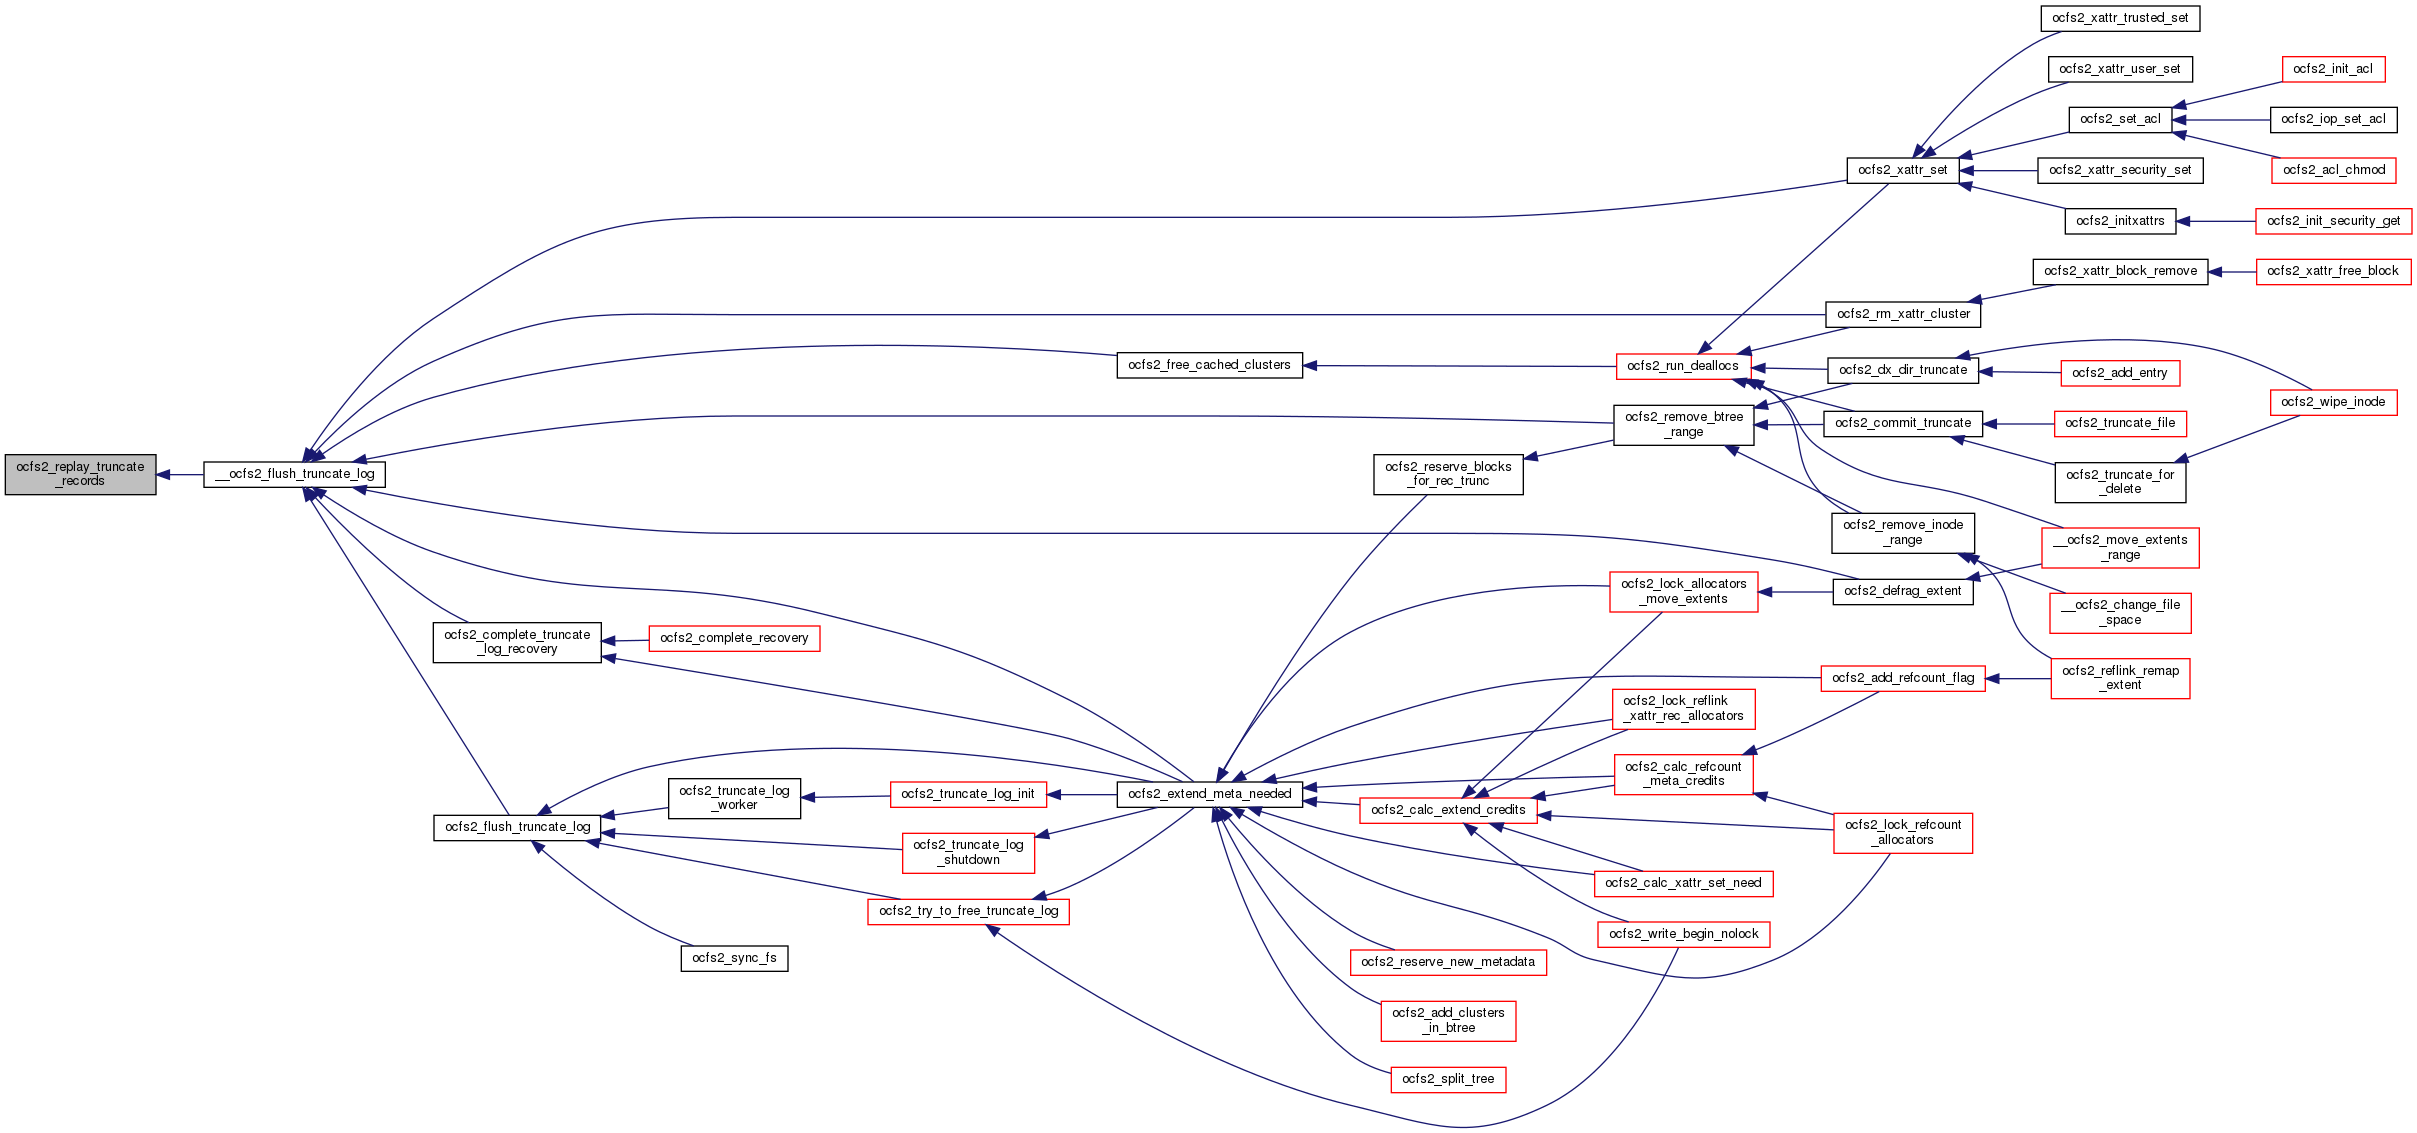 ocfs2_replay_truncate
_records
__ocfs2_flush_truncate_log
ocfs2_complete_truncate
_log_recovery
ocfs2_flush_truncate_log
ocfs2_complete_recovery
ocfs2_truncate_log
_worker
ocfs2_sync_fs
ocfs2_truncate_log_init
ocfs2_truncate_log
_shutdown
ocfs2_try_to_free_truncate_log
ocfs2_free_cached_clusters
ocfs2_extend_meta_needed
ocfs2_reserve_blocks
_for_rec_trunc
ocfs2_calc_extend_credits
ocfs2_reserve_new_metadata
ocfs2_add_clusters
_in_btree
ocfs2_split_tree
ocfs2_run_deallocs
ocfs2_remove_btree
_range
ocfs2_lock_allocators
_move_extents
ocfs2_lock_reflink
_xattr_rec_allocators
ocfs2_calc_refcount
_meta_credits
ocfs2_calc_xattr_set_need
ocfs2_write_begin_nolock
ocfs2_xattr_set
ocfs2_rm_xattr_cluster
ocfs2_dx_dir_truncate
ocfs2_commit_truncate
ocfs2_remove_inode
_range
ocfs2_defrag_extent
ocfs2_add_refcount_flag
ocfs2_lock_refcount
_allocators
ocfs2_xattr_trusted_set
ocfs2_xattr_user_set
ocfs2_set_acl
ocfs2_xattr_security_set
ocfs2_initxattrs
ocfs2_xattr_block_remove
ocfs2_add_entry
ocfs2_truncate_file
ocfs2_truncate_for
_delete
__ocfs2_move_extents
_range
__ocfs2_change_file
_space
ocfs2_reflink_remap
_extent
ocfs2_init_acl
ocfs2_iop_set_acl
ocfs2_acl_chmod
ocfs2_init_security_get
ocfs2_xattr_free_block
ocfs2_wipe_inode